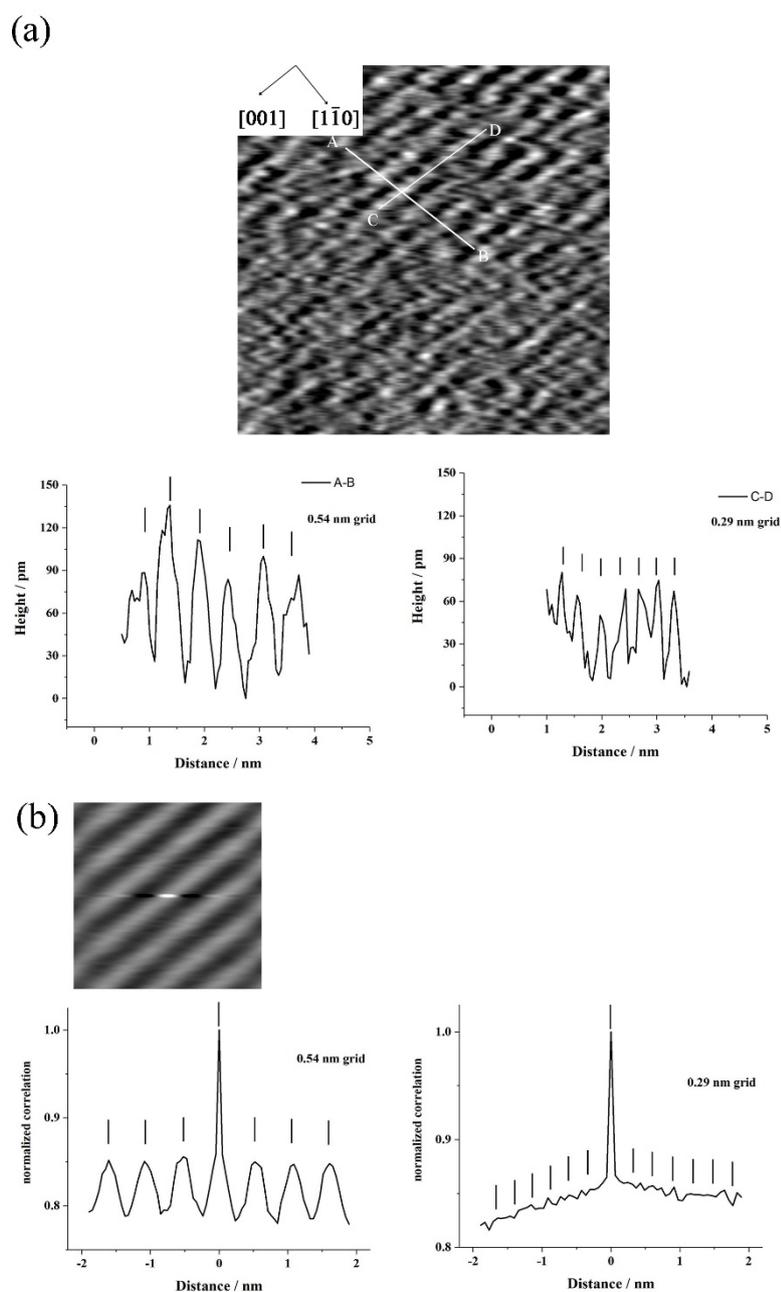 (a)
[001] [11̄0]
A
D
C
B
150
120
90
60
30
0
Height / pm
A-B
0.54 nm grid
0 1 2 3 4 5
Distance / nm
150
120
90
60
30
0
Height / pm
C-D
0.29 nm grid
0 1 2 3 4 5
Distance / nm
(b)
1.0
0.9
0.8
normalized correlation
0.54 nm grid
-2 -1 0 1 2
Distance / nm
1.0
0.9
0.8
normalized correlation
0.29 nm grid
-2 -1 0 1 2
Distance / nm